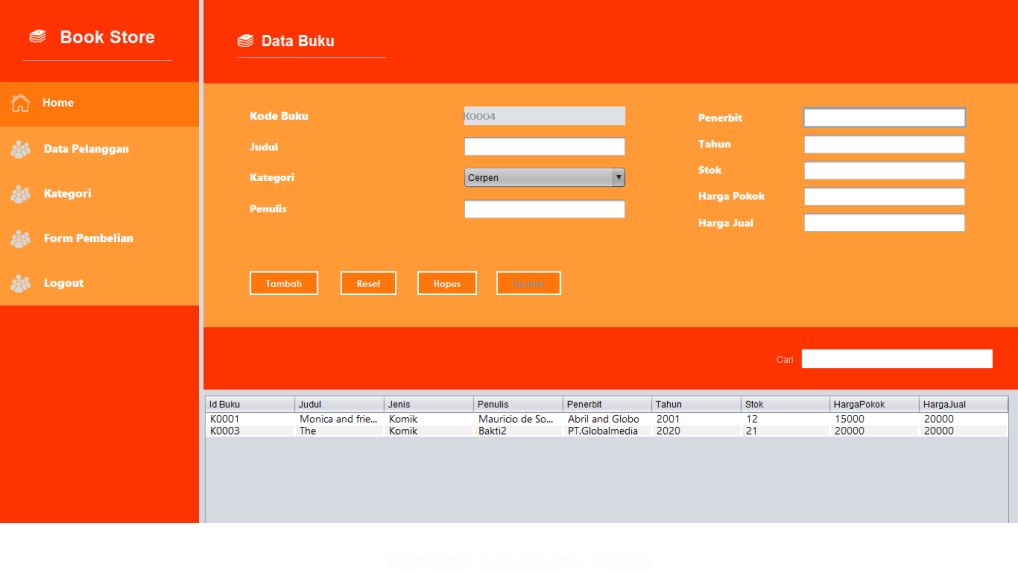 Book Store
Data Buku
Home
Data Pelanggan
Kategori
Form Pembelian
Logout
Kode Buku K0004
Judul
Kategori Cerpen
Penulis
Penerbit
Tahun
Stok
Harga Pokok
Harga Jual
Tambah Reset Hapus Update
Cari
Id Buku Judul Jenis Penulis Penerbit Tahun Stok HargaPokok HargaJual
K0001 Monica and frie... Komik Mauricio de So... Abril and Globo 2001 12 15000 20000
K0003 The Komik Bakti2 PT.Globalmedia 2020 21 20000 20000
Desktop App (Book Store)